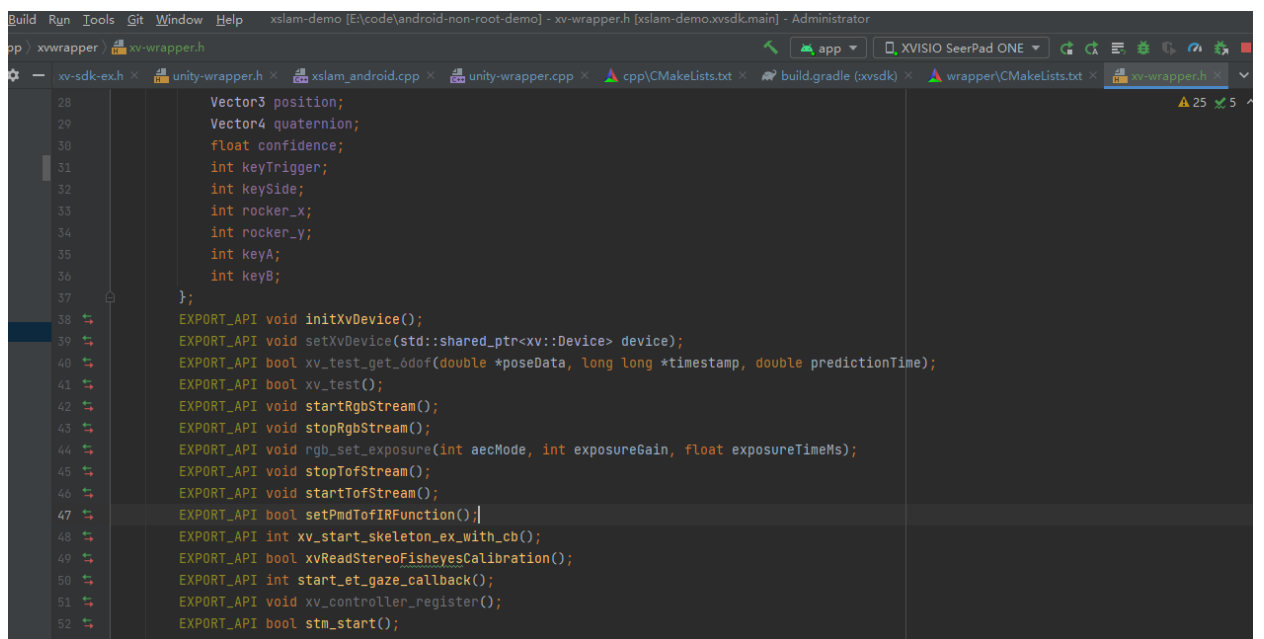 Build Run Tools Git Window Help xslam-demo [E:\code\android-non-root-demo] - xv-wrapper.h [xslam-demo.xvsdk.main] - Administrator
pp xvwrapper xv-wrapper.h app XVISIO SeerPad ONE
xv-sdk-ex.h unity-wrapper.h xslam_android.cpp unity-wrapper.cpp cpp\CMakeLists.txt build.gradle (:xvsdk) wrapper\CMakeLists.txt xv-wrapper.h
28 Vector3 position; 25 5
29 Vector4 quaternion;
30 float confidence;
31 int keyTrigger;
32 int keySide;
33 int rocker_x;
34 int rocker_y;
35 int keyA;
36 int keyB;
37 };
38 EXPORT_API void initXvDevice();
39 EXPORT_API void setXvDevice(std::shared_ptr<xv::Device> device);
40 EXPORT_API bool xv_test_get_6dof(double *poseData, long long *timestamp, double predictionTime);
41 EXPORT_API bool xv_test();
42 EXPORT_API void startRgbStream();
43 EXPORT_API void stopRgbStream();
44 EXPORT_API void rgb_set_exposure(int aecMode, int exposureGain, float exposureTimeMs);
45 EXPORT_API void stopTofStream();
46 EXPORT_API void startTofStream();
47 EXPORT_API bool setPmdTofIRFunction();
48 EXPORT_API int xv_start_skeleton_ex_with_cb();
49 EXPORT_API bool xvReadStereoFisheyesCalibration();
50 EXPORT_API int start_et_gaze_callback();
51 EXPORT_API void xv_controller_register();
52 EXPORT_API bool stm_start();